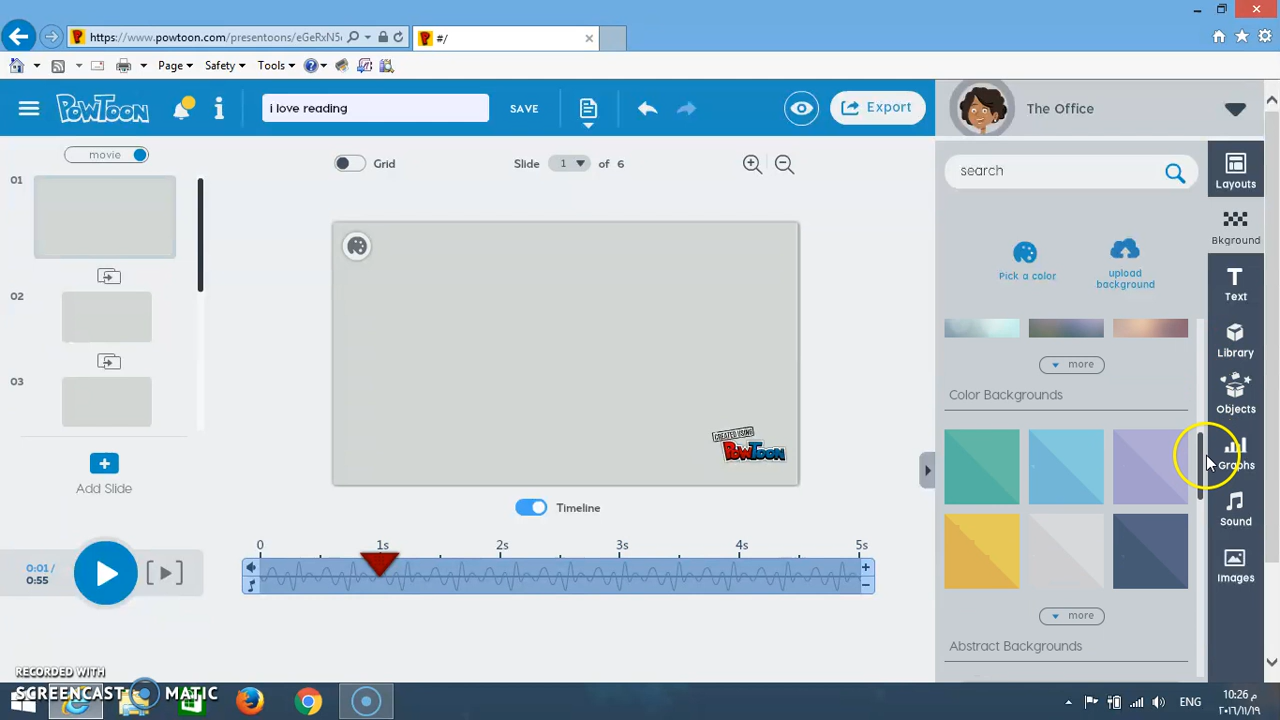 https://www.powtoon.com/presentoons/eGeRxN5
#/
Page
Safety
Tools
POWTOON
i love reading
SAVE
Export
The Office
movie
Grid
Slide 1 of 6
search
Layouts
Bkground
Pick a color
upload background
Text
Library
Objects
Graphs
Sound
Images
01
02
03
Add Slide
more
Color Backgrounds
more
Abstract Backgrounds
CREATED USING
POWTOON
Timeline
0 1s 2s 3s 4s 5s
0:01 /
0:55
RECORDED WITH
SCREENCAST MATIC
ENG
10:26 م
٢٠١٦/١١/١٩